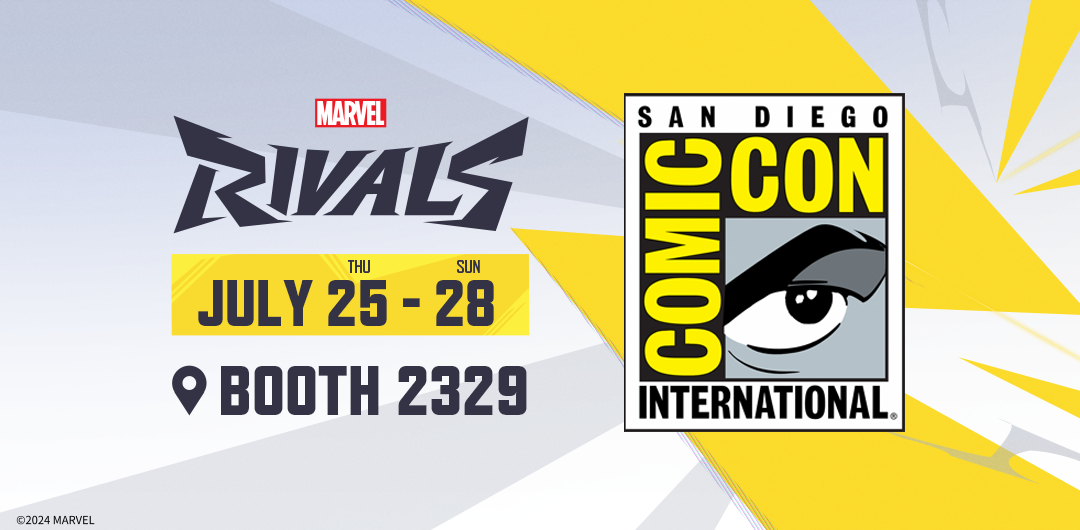 MARVEL
RIVALS
THU SUN
JULY 25 - 28
BOOTH 2329
SAN DIEGO
COMIC
CON
INTERNATIONAL®
©2024 MARVEL